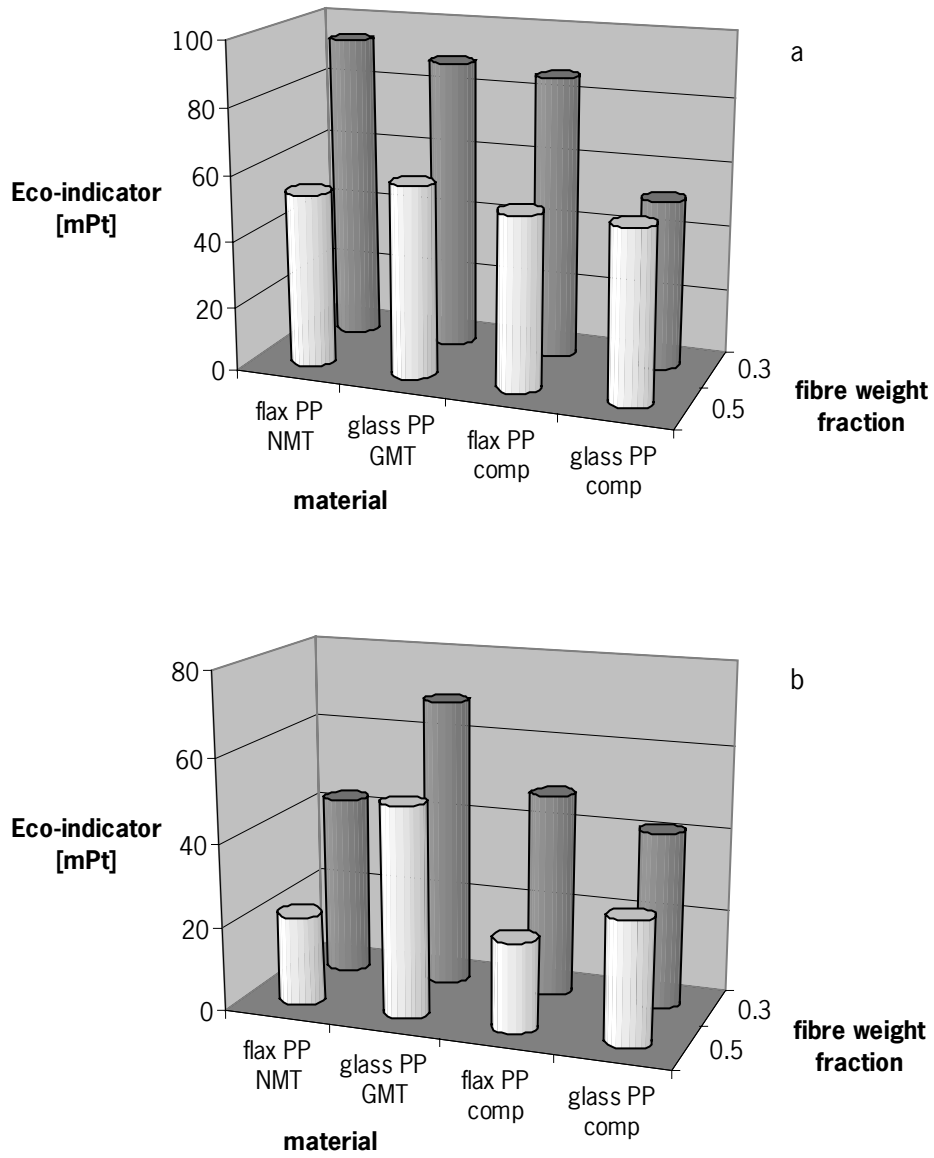 a
100
80
60
40
20
0
Eco-indicator
[mPt]
flax PP
NMT
glass PP
GMT
flax PP
comp
glass PP
comp
material
0.3
0.5
fibre weight
fraction
b
80
60
40
20
0
Eco-indicator
[mPt]
flax PP
NMT
glass PP
GMT
flax PP
comp
glass PP
comp
material
0.3
0.5
fibre weight
fraction